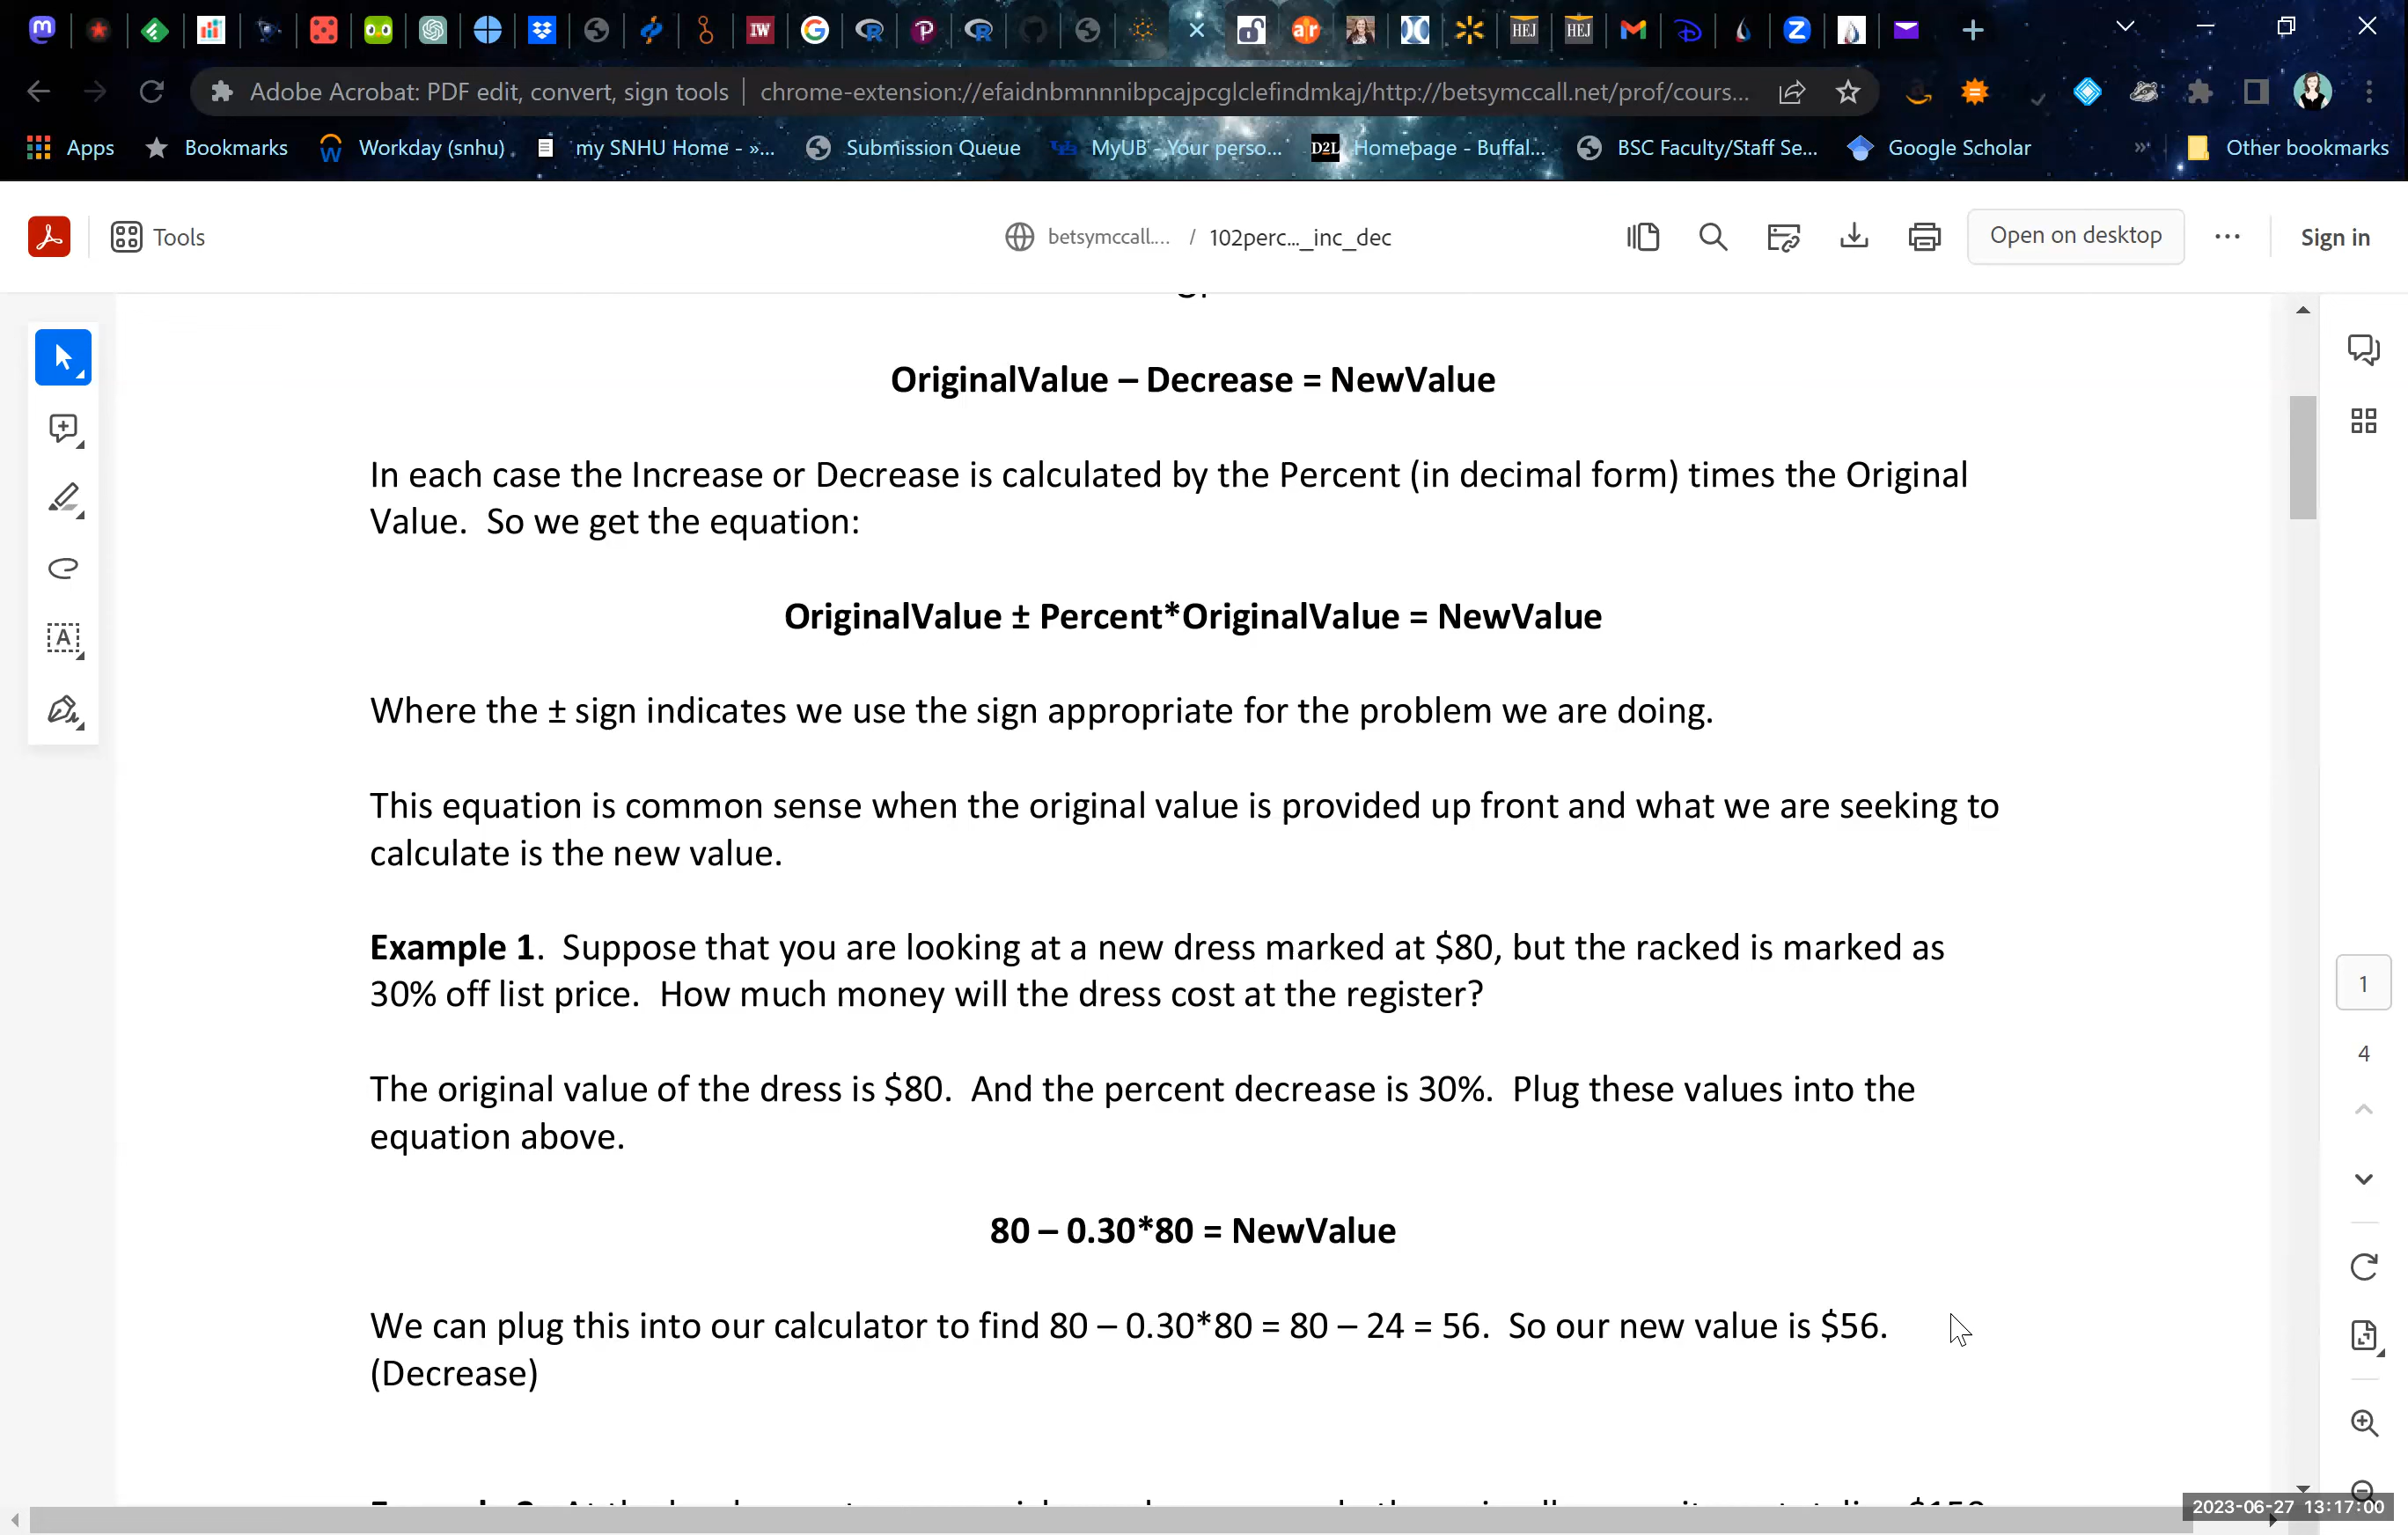 Adobe Acrobat: PDF edit, convert, sign tools | chrome-extension://efaidnbmnnnibpcajpcglclefindmkaj/http://betsymccall.net/prof/cours...
Apps Bookmarks Workday (snhu) my SNHU Home - »... Submission Queue MyUB - Your perso... D2L Homepage - Buffal... BSC Faculty/Staff Se... Google Scholar » Other bookmarks
Tools betsymccall.... / 102perc..._inc_dec Open on desktop ... Sign in
OriginalValue – Decrease = NewValue
In each case the Increase or Decrease is calculated by the Percent (in decimal form) times the Original
Value. So we get the equation:
OriginalValue ± Percent*OriginalValue = NewValue
Where the ± sign indicates we use the sign appropriate for the problem we are doing.
This equation is common sense when the original value is provided up front and what we are seeking to
calculate is the new value.
Example 1. Suppose that you are looking at a new dress marked at $80, but the racked is marked as
30% off list price. How much money will the dress cost at the register?
The original value of the dress is $80. And the percent decrease is 30%. Plug these values into the
equation above.
80 – 0.30*80 = NewValue
We can plug this into our calculator to find 80 – 0.30*80 = 80 – 24 = 56. So our new value is $56.
(Decrease)
1
4
2023-06-27 13:17:00